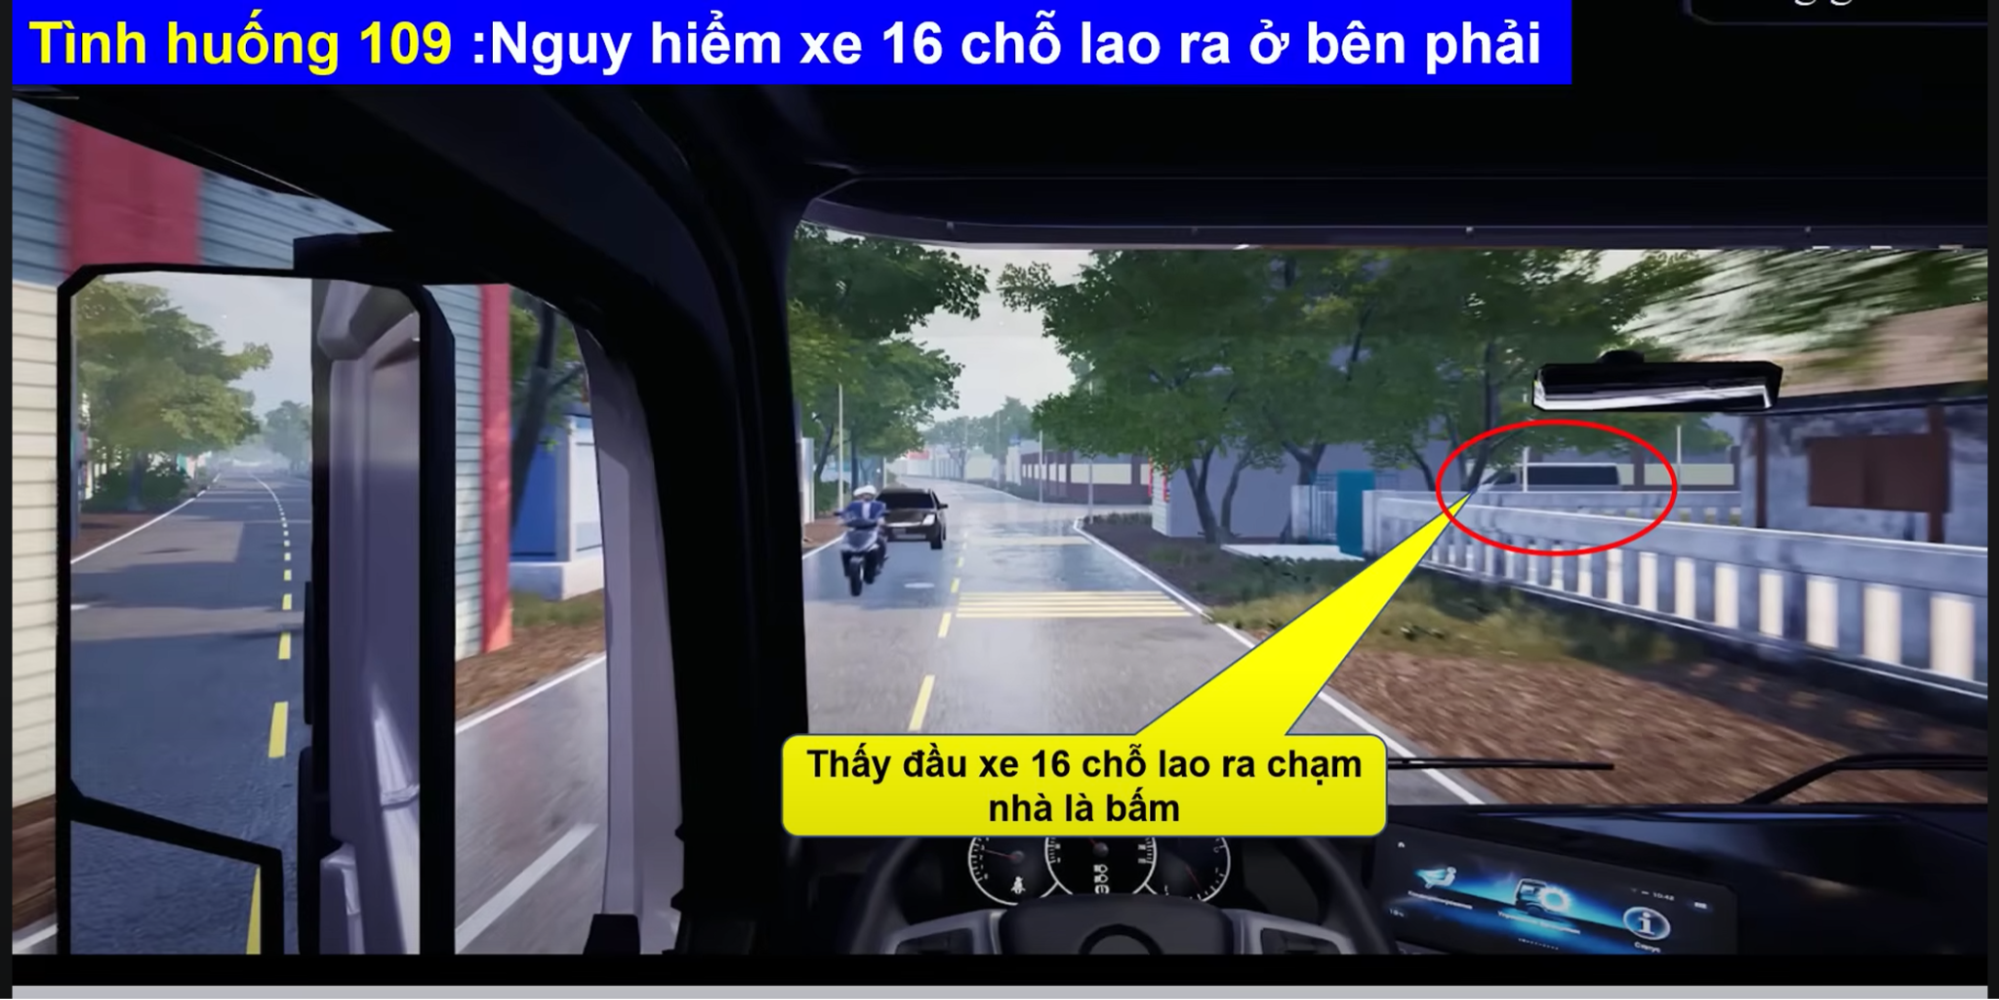 Tình huống 109 :Nguy hiểm xe 16 chỗ lao ra ở bên phải
Thấy đầu xe 16 chỗ lao ra chạm
nhà là bấm